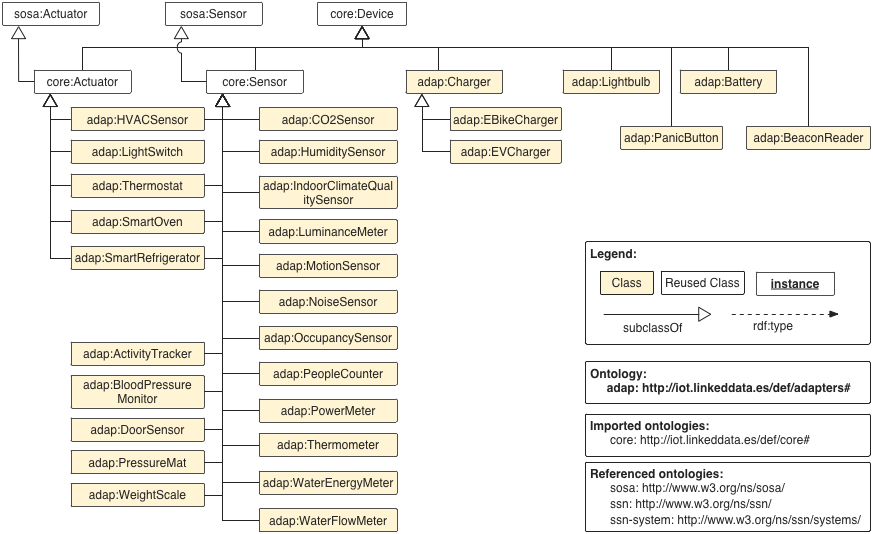 sosa:Actuator
sosa:Sensor
core:Device
core:Actuator
core:Sensor
adap:Charger
adap:Lightbulb
adap:Battery
adap:HVACSensor
adap:CO2Sensor
adap:EBikeCharger
adap:PanicButton
adap:BeaconReader
adap:LightSwitch
adap:HumiditySensor
adap:EVCharger
adap:Thermostat
adap:IndoorClimateQual
itySensor
adap:SmartOven
adap:LuminanceMeter
adap:SmartRefrigerator
adap:MotionSensor
adap:NoiseSensor
adap:OccupancySensor
adap:ActivityTracker
adap:PeopleCounter
adap:BloodPressure
Monitor
adap:PowerMeter
adap:DoorSensor
adap:Thermometer
adap:PressureMat
adap:WaterEnergyMeter
adap:WeightScale
adap:WaterFlowMeter
Legend:
Class
Reused Class
instance
subclassOf
rdf:type
Ontology:
adap: http://iot.linkeddata.es/def/adapters#
Imported ontologies:
core: http://iot.linkeddata.es/def/core#
Referenced ontologies:
sosa: http://www.w3.org/ns/sosa/
ssn: http://www.w3.org/ns/ssn/
ssn-system: http://www.w3.org/ns/ssn/systems/